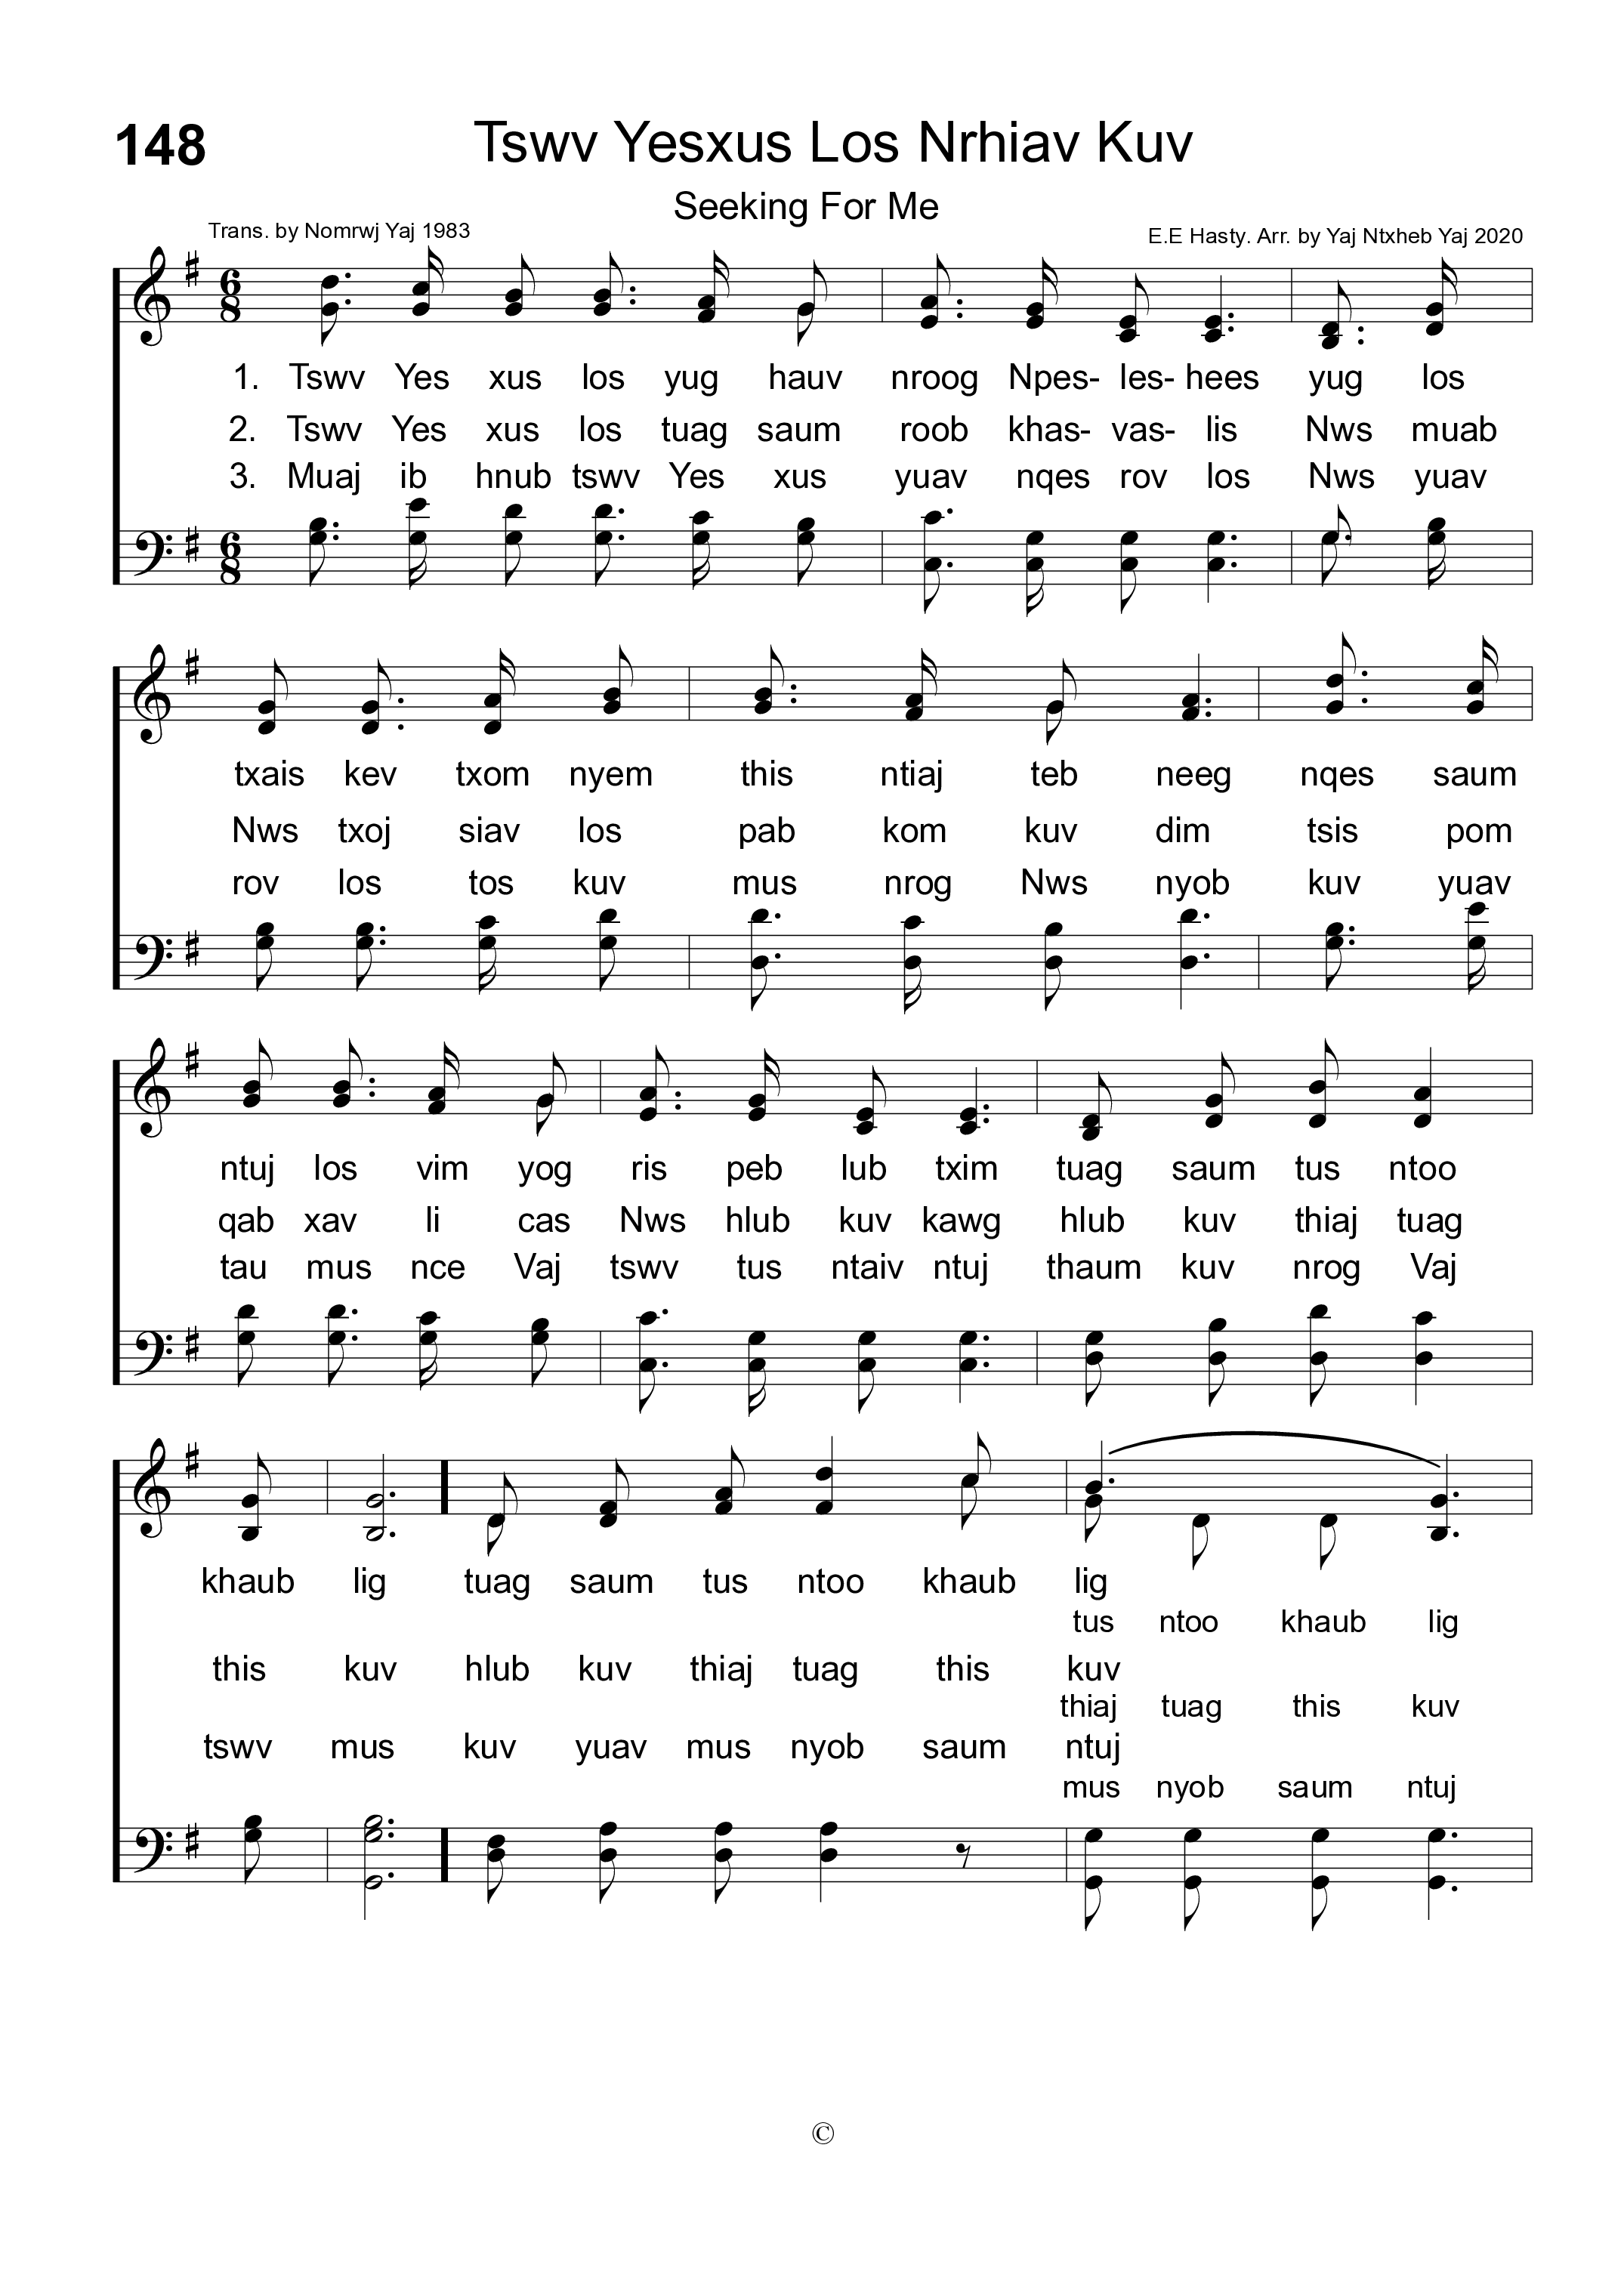 148
Tswv Yesxus Los Nrhiav Kuv
Seeking For Me
Trans. by Nomrwj Yaj 1983
E.E Hasty. Arr. by Yaj Ntxheb Yaj 2020
6
8
1. Tswv Yes xus los yug hauv nroog Npes- les- hees yug los
2. Tswv Yes xus los tuag saum roob khas- vas- lis Nws muab
3. Muaj ib hnub tswv Yes xus yuav nqes rov los Nws yuav
6
8
txais kev txom nyem this ntiaj teb neeg nqes saum
Nws txoj siav los pab kom kuv dim tsis pom
rov los tos kuv mus nrog Nws nyob kuv yuav
ntuj los vim yog ris peb lub txim tuag saum tus ntoo
qab xav li cas Nws hlub kuv kawg hlub kuv thiaj tuag
tau mus nce Vaj tswv tus ntaiv ntuj thaum kuv nrog Vaj
khaub lig tuag saum tus ntoo khaub lig
tus ntoo khaub lig
this kuv hlub kuv thiaj tuag this kuv
thiaj tuag this kuv
tswv mus kuv yuav mus nyob saum ntuj
mus nyob saum ntuj
©